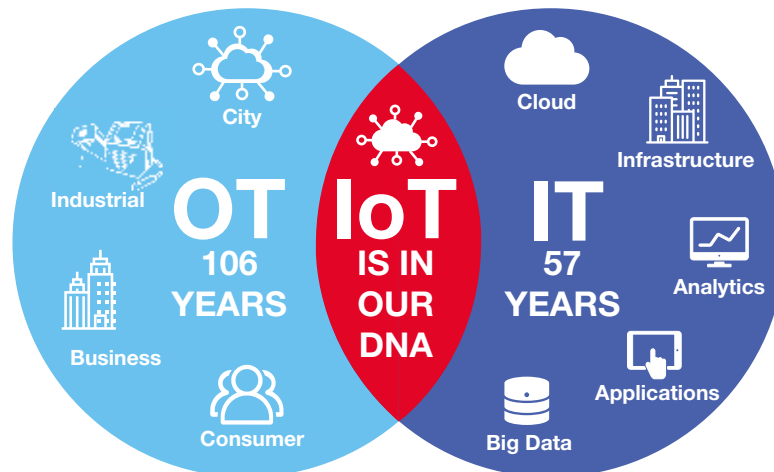 City
Industrial
OT
106
YEARS
Business
Consumer
IoT
IS IN
OUR
DNA
Cloud
Infrastructure
IT
57
YEARS
Analytics
Applications
Big Data